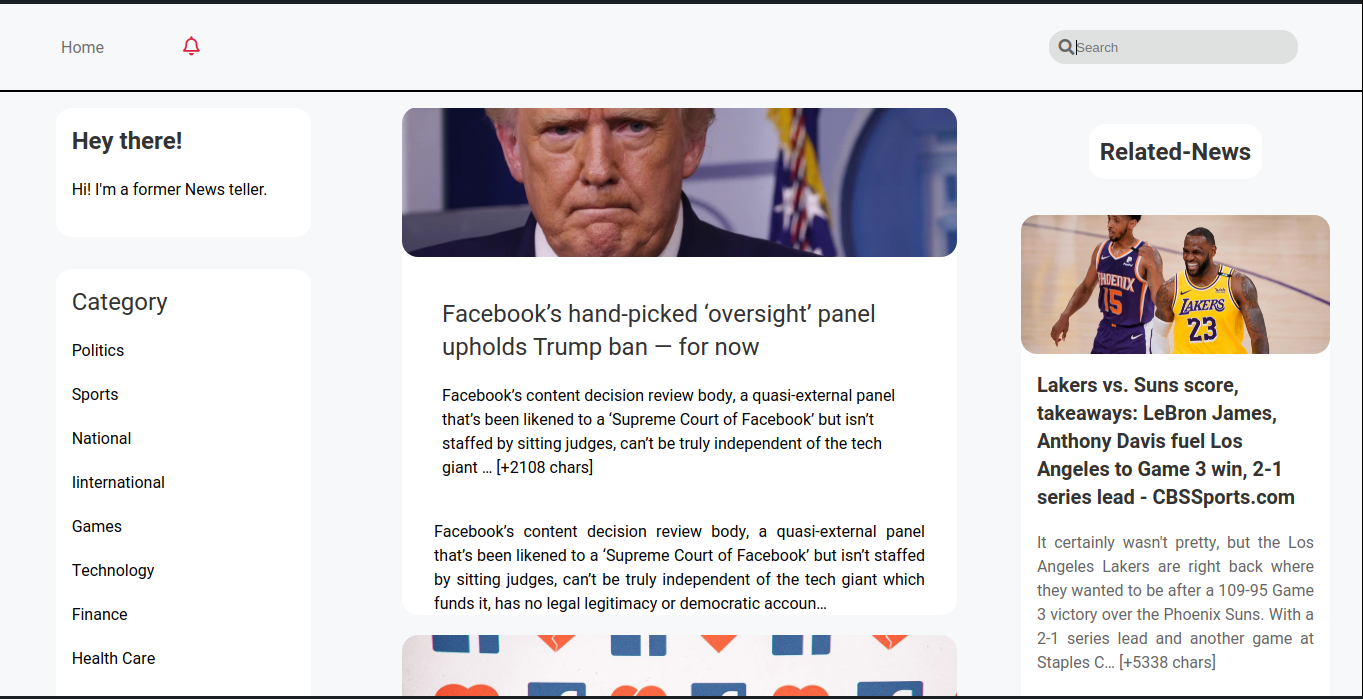 Home
Search
Hey there!
Hi! I'm a former News teller.
Category
Politics
Sports
National
Iinternational
Games
Technology
Finance
Health Care
Facebook’s hand-picked ‘oversight’ panel
upholds Trump ban — for now
Facebook’s content decision review body, a quasi-external panel
that’s been likened to a ‘Supreme Court of Facebook’ but isn’t
staffed by sitting judges, can’t be truly independent of the tech
giant … [+2108 chars]
Facebook’s content decision review body, a quasi-external panel
that’s been likened to a ‘Supreme Court of Facebook’ but isn’t staffed
by sitting judges, can’t be truly independent of the tech giant which
funds it, has no legal legitimacy or democratic accoun…
Related-News
PHOENIX
15
LAKERS
23
Lakers vs. Suns score,
takeaways: LeBron James,
Anthony Davis fuel Los
Angeles to Game 3 win, 2-1
series lead - CBSSports.com
It certainly wasn't pretty, but the Los
Angeles Lakers are right back where
they wanted to be after a 109-95 Game
3 victory over the Phoenix Suns. With a
2-1 series lead and another game at
Staples C… [+5338 chars]